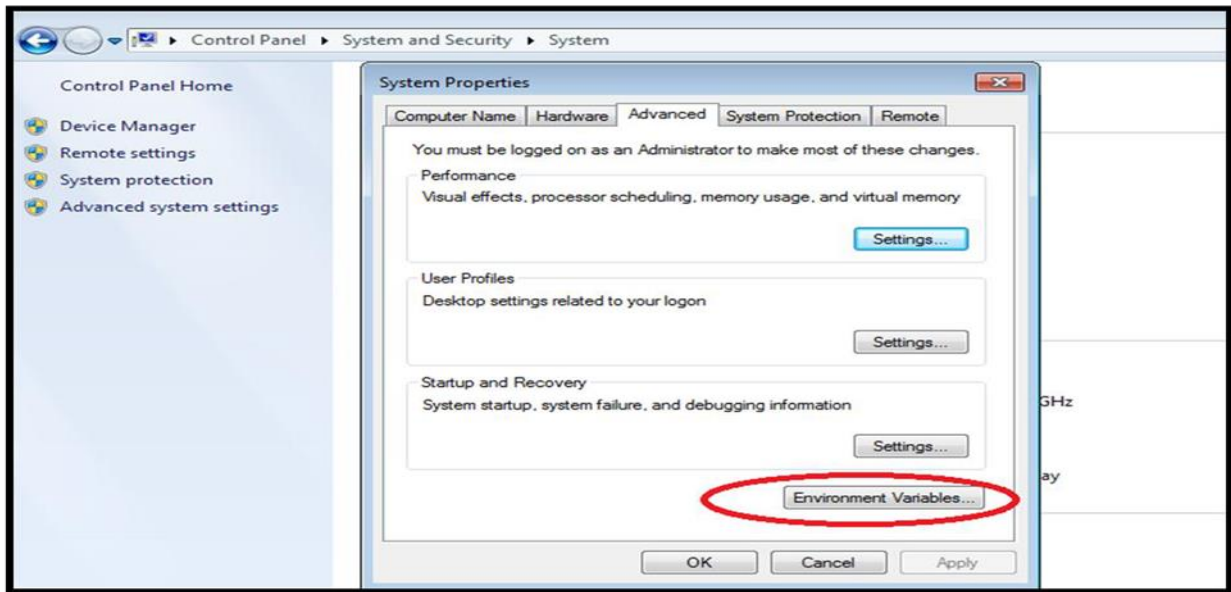 Control Panel System and Security System
Control Panel Home
Device Manager
Remote settings
System protection
Advanced system settings
System Properties
Computer Name Hardware Advanced System Protection Remote
You must be logged on as an Administrator to make most of these changes.
Performance
Visual effects, processor scheduling, memory usage, and virtual memory
Settings...
User Profiles
Desktop settings related to your logon
Settings...
Startup and Recovery
System startup, system failure, and debugging information
Settings...
Environment Variables...
OK Cancel Apply
GHz
ay